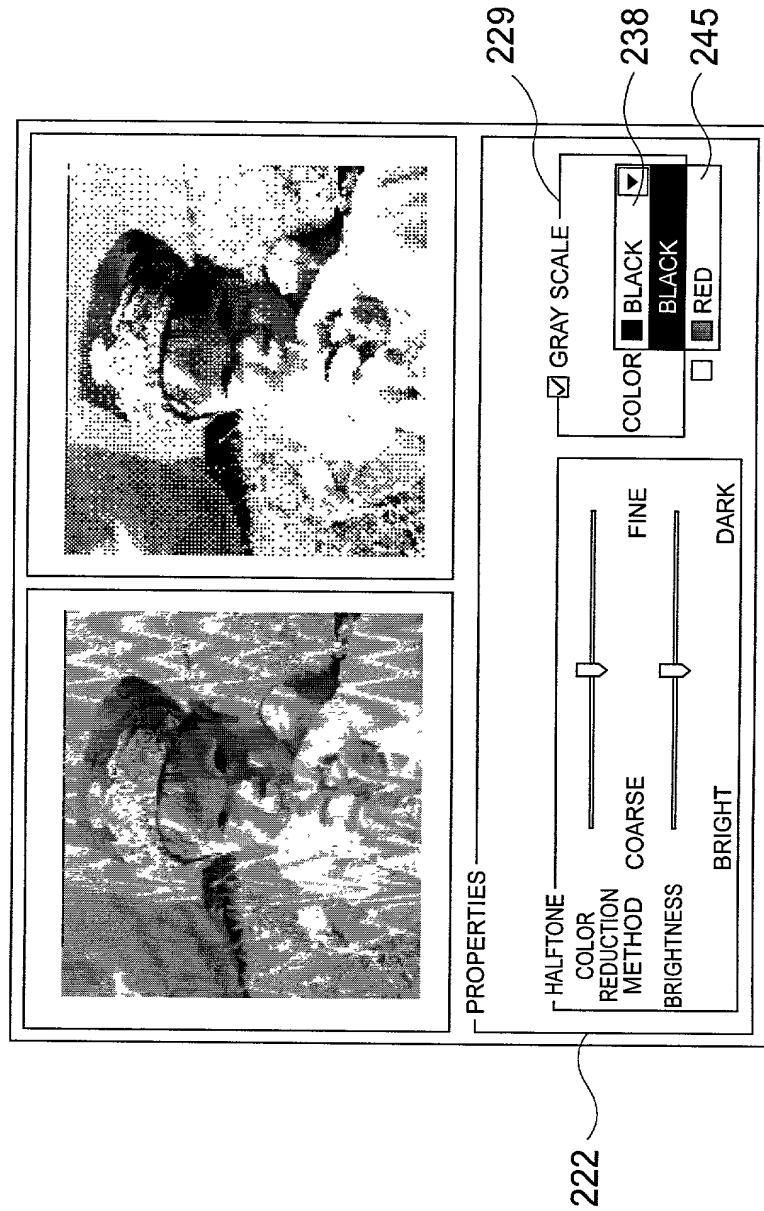 PROPERTIES
HALFTONE
COLOR
REDUCTION
METHOD
COARSE
FINE
BRIGHTNESS
BRIGHT
DARK
GRAY SCALE
COLOR BLACK
BLACK
RED
222
229
238
245